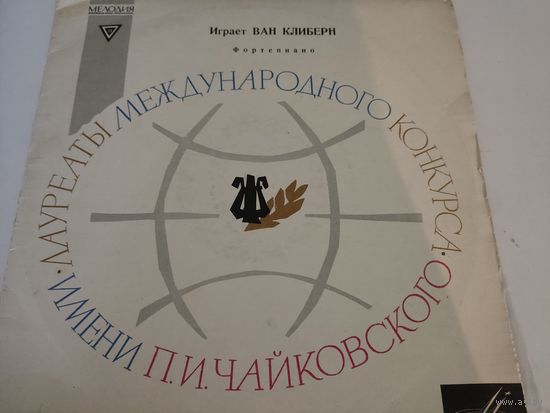 МЕЛОДИЯ
Играет ВАН КЛИБЕРН
Фортепиано
·ЛАУРЕАТЫ МЕЖДУНАРОДНОГО КОНКУРСА·
ИМЕНИ П.И.ЧАЙКОВСКОГО